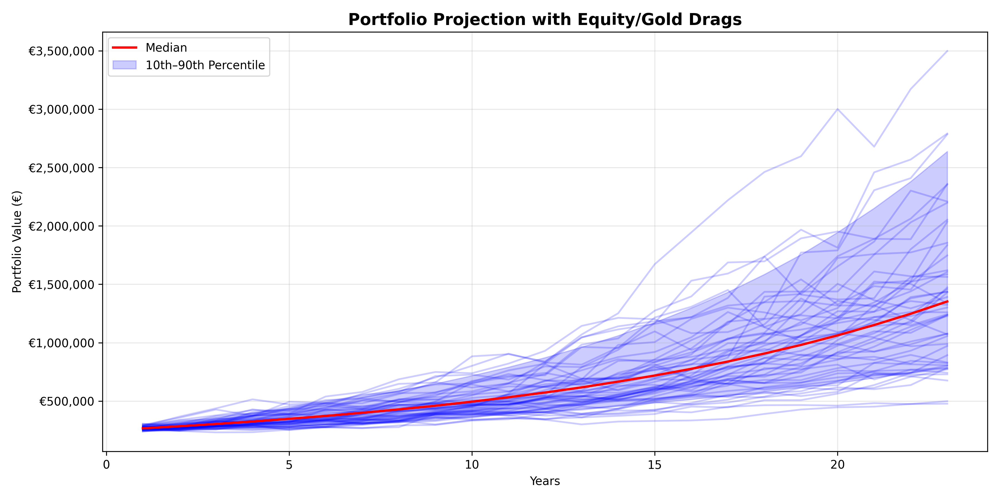 Portfolio Projection with Equity/Gold Drags
Median
10th–90th Percentile
€3,500,000
€3,000,000
€2,500,000
€2,000,000
€1,500,000
€1,000,000
€500,000
Portfolio Value (€)
0 5 10 15 20
Years